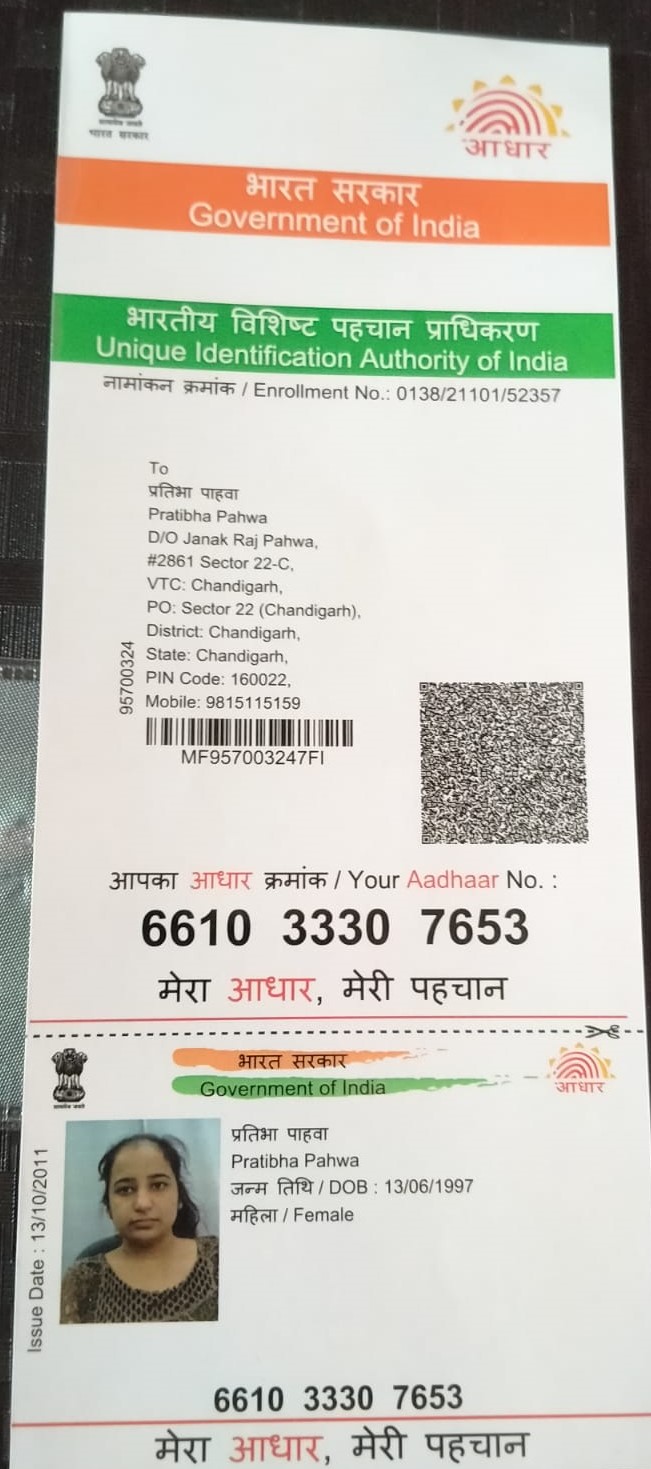 सत्यमेव जयते
भारत सरकार
आधार
भारत सरकार
Government of India
भारतीय विशिष्ट पहचान प्राधिकरण
Unique Identification Authority of India
नामांकन क्रमांक / Enrollment No.: 0138/21101/52357
To
प्रतिभा पाहवा
Pratibha Pahwa
D/O Janak Raj Pahwa,
#2861 Sector 22-C,
VTC: Chandigarh,
PO: Sector 22 (Chandigarh),
District: Chandigarh,
State: Chandigarh,
PIN Code: 160022,
Mobile: 9815115159
95700324
MF957003247FI
आपका आधार क्रमांक / Your Aadhaar No. :
6610 3330 7653
मेरा आधार, मेरी पहचान
भारत सरकार
Government of India
आधार
प्रतिभा पाहवा
Pratibha Pahwa
जन्म तिथि / DOB : 13/06/1997
महिला / Female
Issue Date : 13/10/2011
6610 3330 7653
मेरा आधार, मेरी पहचान